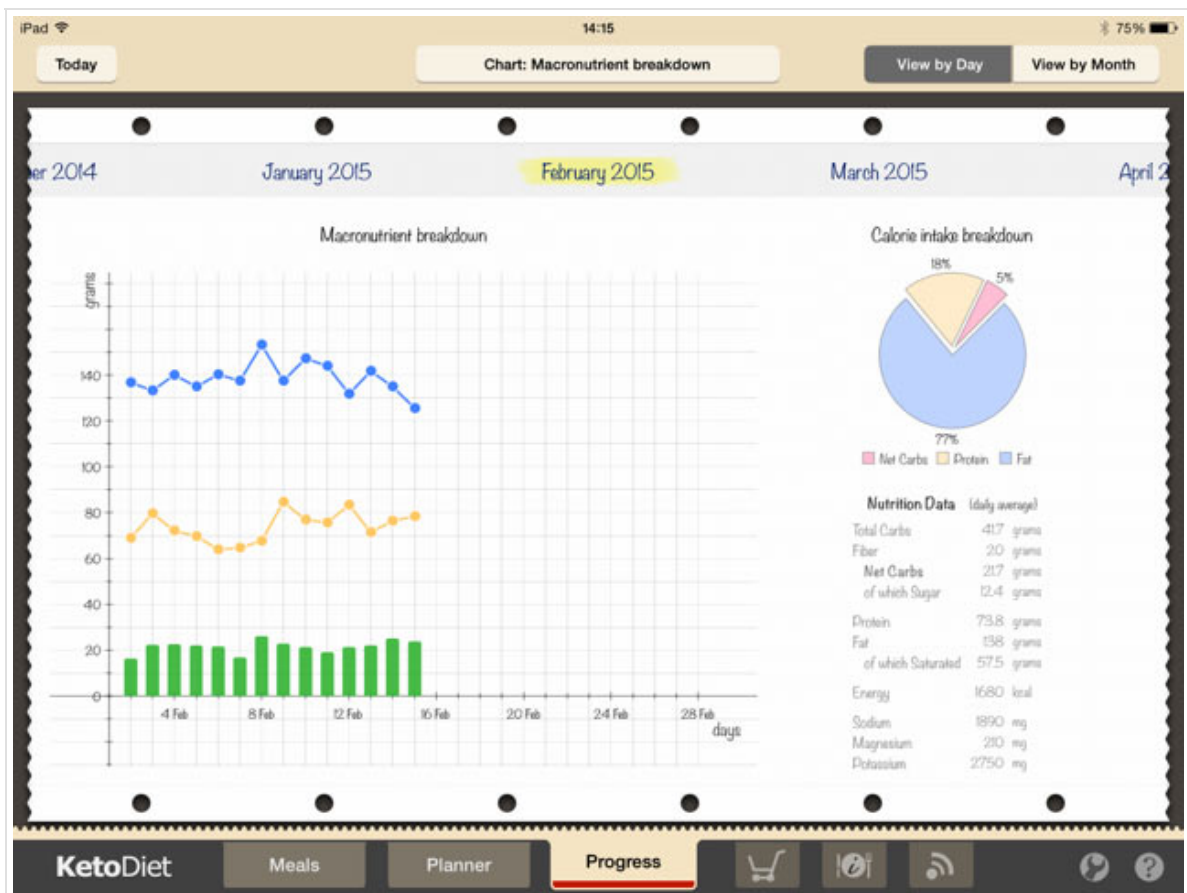 iPad 14:15 75%
Today Chart: Macronutrient breakdown View by Day View by Month
er 2014 January 2015 February 2015 March 2015 April 2
Macronutrient breakdown
grams
140
120
100
80
60
40
20
0
4 Feb 8 Feb 12 Feb 16 Feb 20 Feb 24 Feb 28 Feb
days
Calorie intake breakdown
18%
5%
77%
Net Carbs Protein Fat
Nutrition Data (daily average)
Total Carbs 41.7 grams
Fiber 20 grams
Net Carbs 21.7 grams
of which Sugar 12.4 grams
Protein 73.8 grams
Fat 138 grams
of which Saturated 57.5 grams
Energy 1680 kcal
Sodium 1890 mg
Magnesium 210 mg
Potassium 2750 mg
KetoDiet Meals Planner Progress